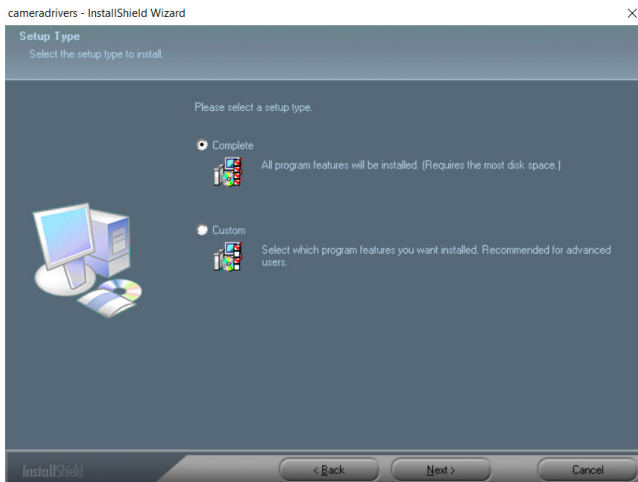 cameradrivers - InstallShield Wizard
Setup Type
Select the setup type to install.
Please select a setup type.
Complete
All program features will be installed. (Requires the most disk space.)
Custom
Select which program features you want installed. Recommended for advanced
users.
InstallShield
< Back
Next >
Cancel